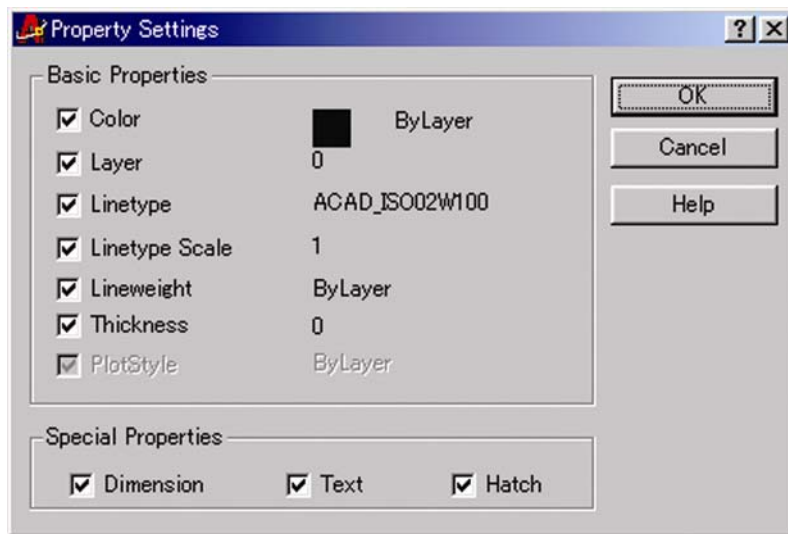 Property Settings
Basic Properties
OK
Color ByLayer
Cancel
Layer 0
Linetype ACAD_ISO02W100
Help
Linetype Scale 1
Lineweight ByLayer
Thickness 0
PlotStyle ByLayer
Special Properties
Dimension Text Hatch